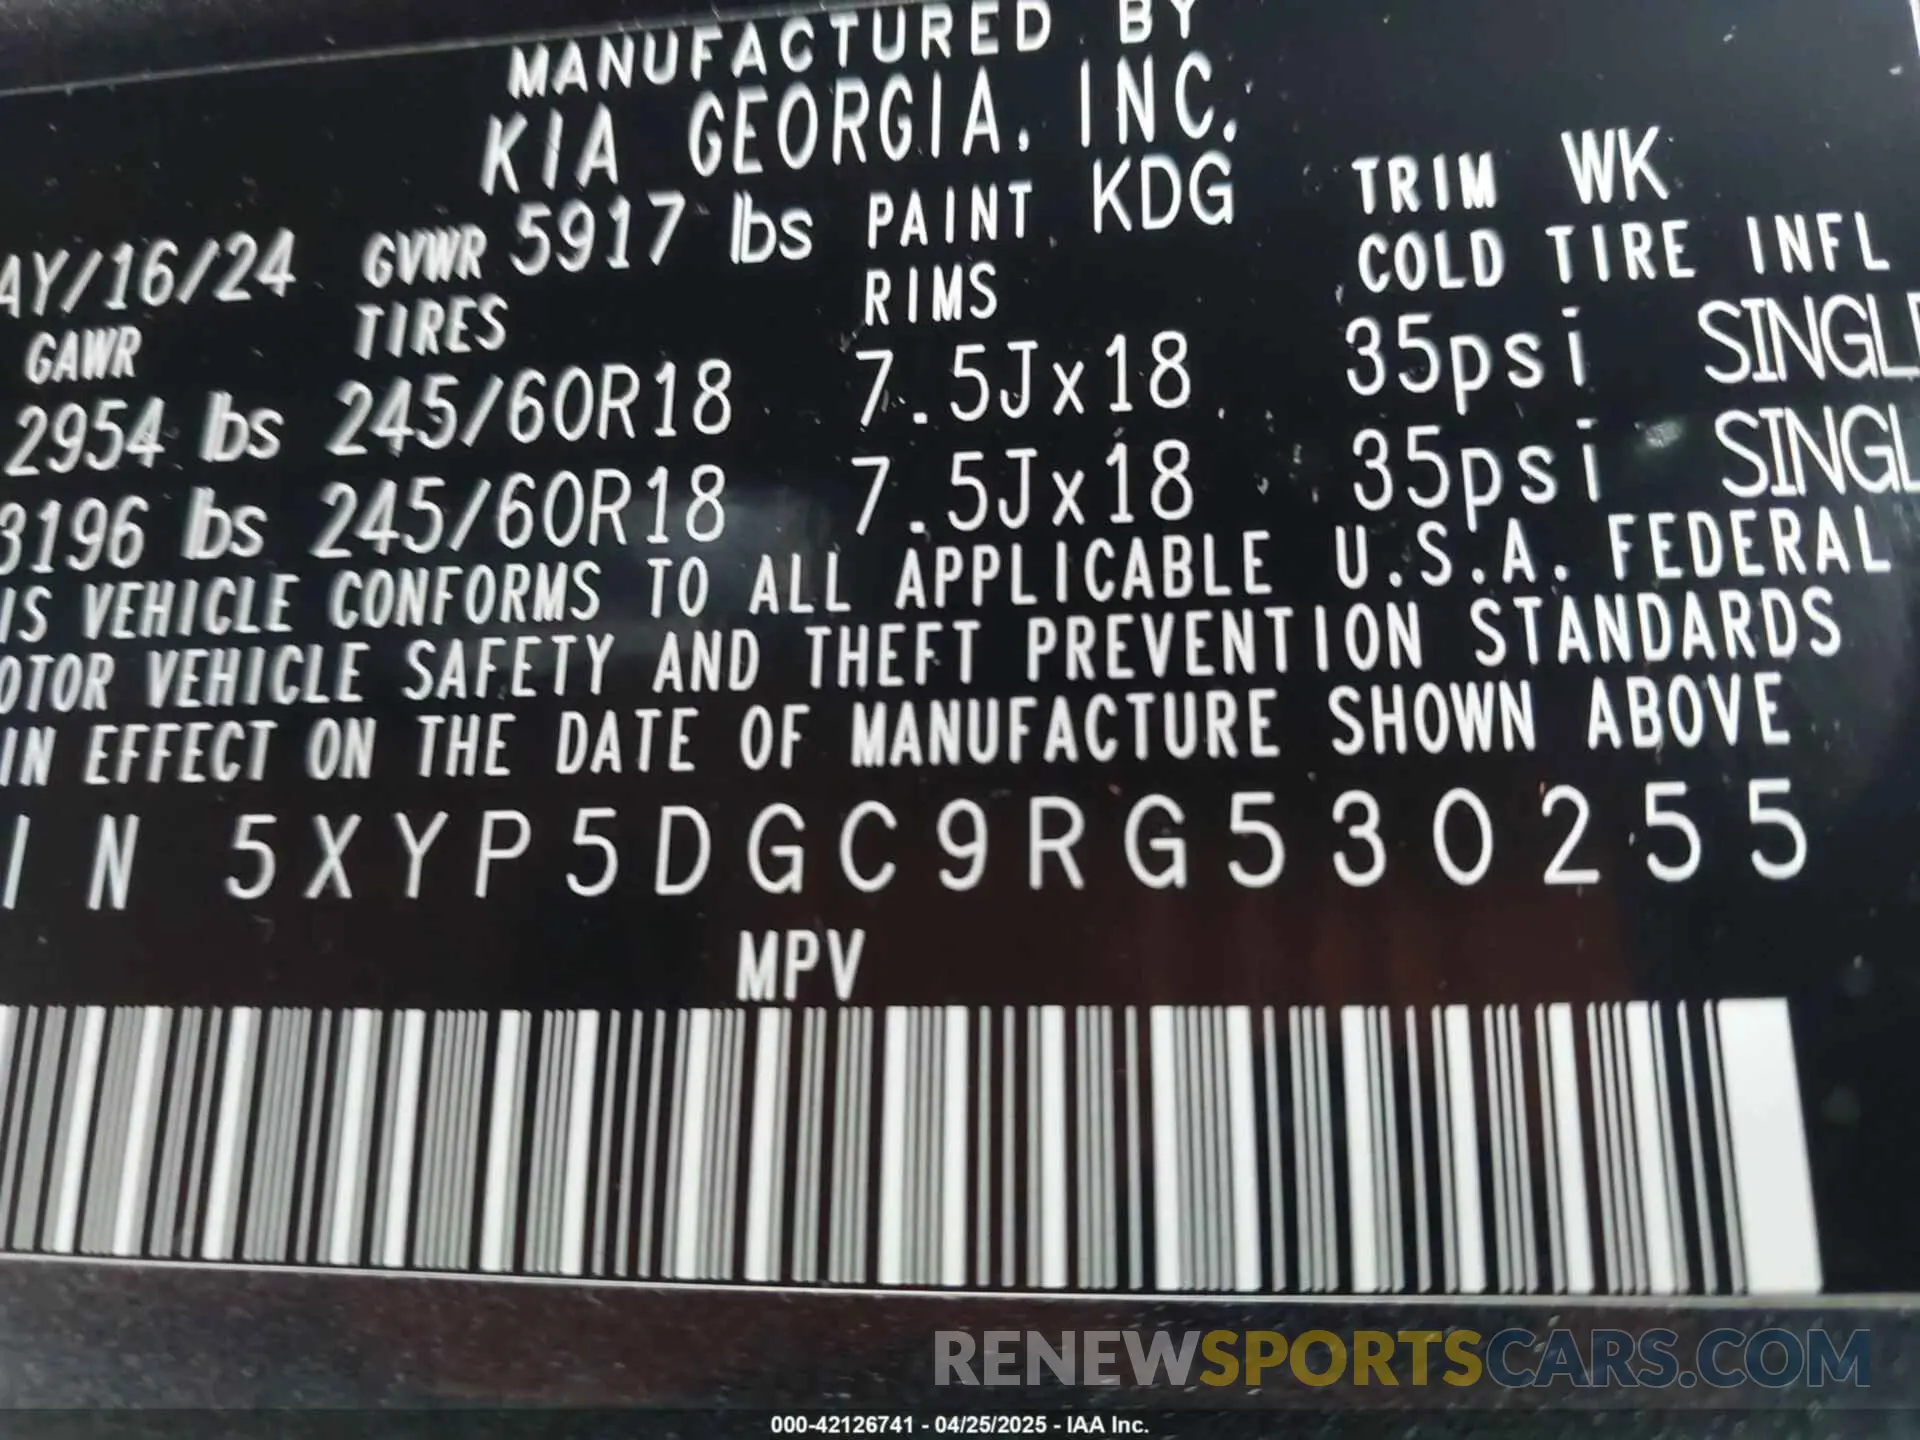 MANUFACTURED BY
KIA GEORGIA, INC.
AY/16/24 GVWR 5917 lbs PAINT KDG TRIM WK
GAWR TIRES RIMS COLD TIRE INFL
2954 lbs 245/60R18 7.5Jx18 35psi SINGLE
3196 lbs 245/60R18 7.5Jx18 35psi SINGL
IS VEHICLE CONFORMS TO ALL APPLICABLE U.S.A. FEDERAL
OTOR VEHICLE SAFETY AND THEFT PREVENTION STANDARDS
IN EFFECT ON THE DATE OF MANUFACTURE SHOWN ABOVE
IN 5XYP5DGC9RG530255
MPV
RENEWSPORTSCARS.COM
000-42126741 - 04/25/2025 - IAA Inc.